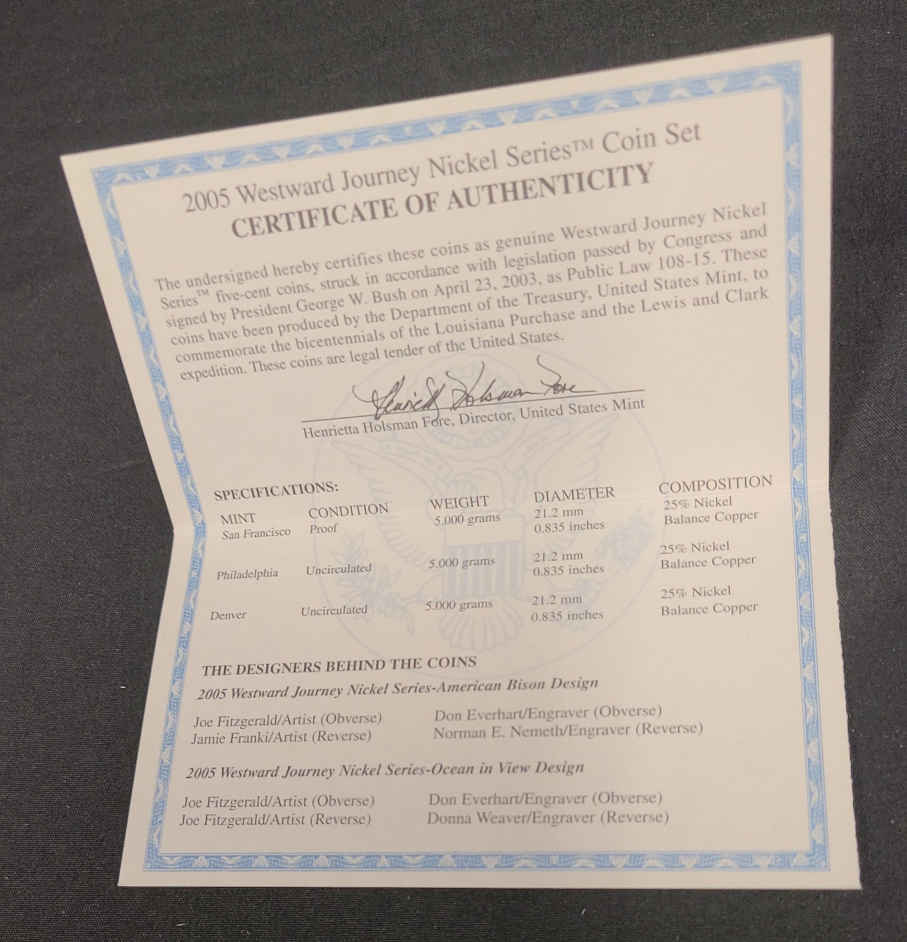 2005 Westward Journey Nickel Series™ Coin Set
CERTIFICATE OF AUTHENTICITY
The undersigned hereby certifies these coins as genuine Westward Journey Nickel
Series™ five-cent coins, struck in accordance with legislation passed by Congress and
signed by President George W. Bush on April 23, 2003, as Public Law 108-15. These
coins have been produced by the Department of the Treasury, United States Mint, to
commemorate the bicentennials of the Louisiana Purchase and the Lewis and Clark
expedition. These coins are legal tender of the United States.
Henrietta Holsman Fore
Henrietta Holsman Fore, Director, United States Mint
SPECIFICATIONS:
MINT CONDITION WEIGHT DIAMETER COMPOSITION
San Francisco Proof 5.000 grams 21.2 mm 25% Nickel
0.835 inches Balance Copper
Philadelphia Uncirculated 5.000 grams 21.2 mm 25% Nickel
0.835 inches Balance Copper
Denver Uncirculated 5.000 grams 21.2 mm 25% Nickel
0.835 inches Balance Copper
THE DESIGNERS BEHIND THE COINS
2005 Westward Journey Nickel Series-American Bison Design
Joe Fitzgerald/Artist (Obverse) Don Everhart/Engraver (Obverse)
Jamie Franki/Artist (Reverse) Norman E. Nemeth/Engraver (Reverse)
2005 Westward Journey Nickel Series-Ocean in View Design
Joe Fitzgerald/Artist (Obverse) Don Everhart/Engraver (Obverse)
Joe Fitzgerald/Artist (Reverse) Donna Weaver/Engraver (Reverse)